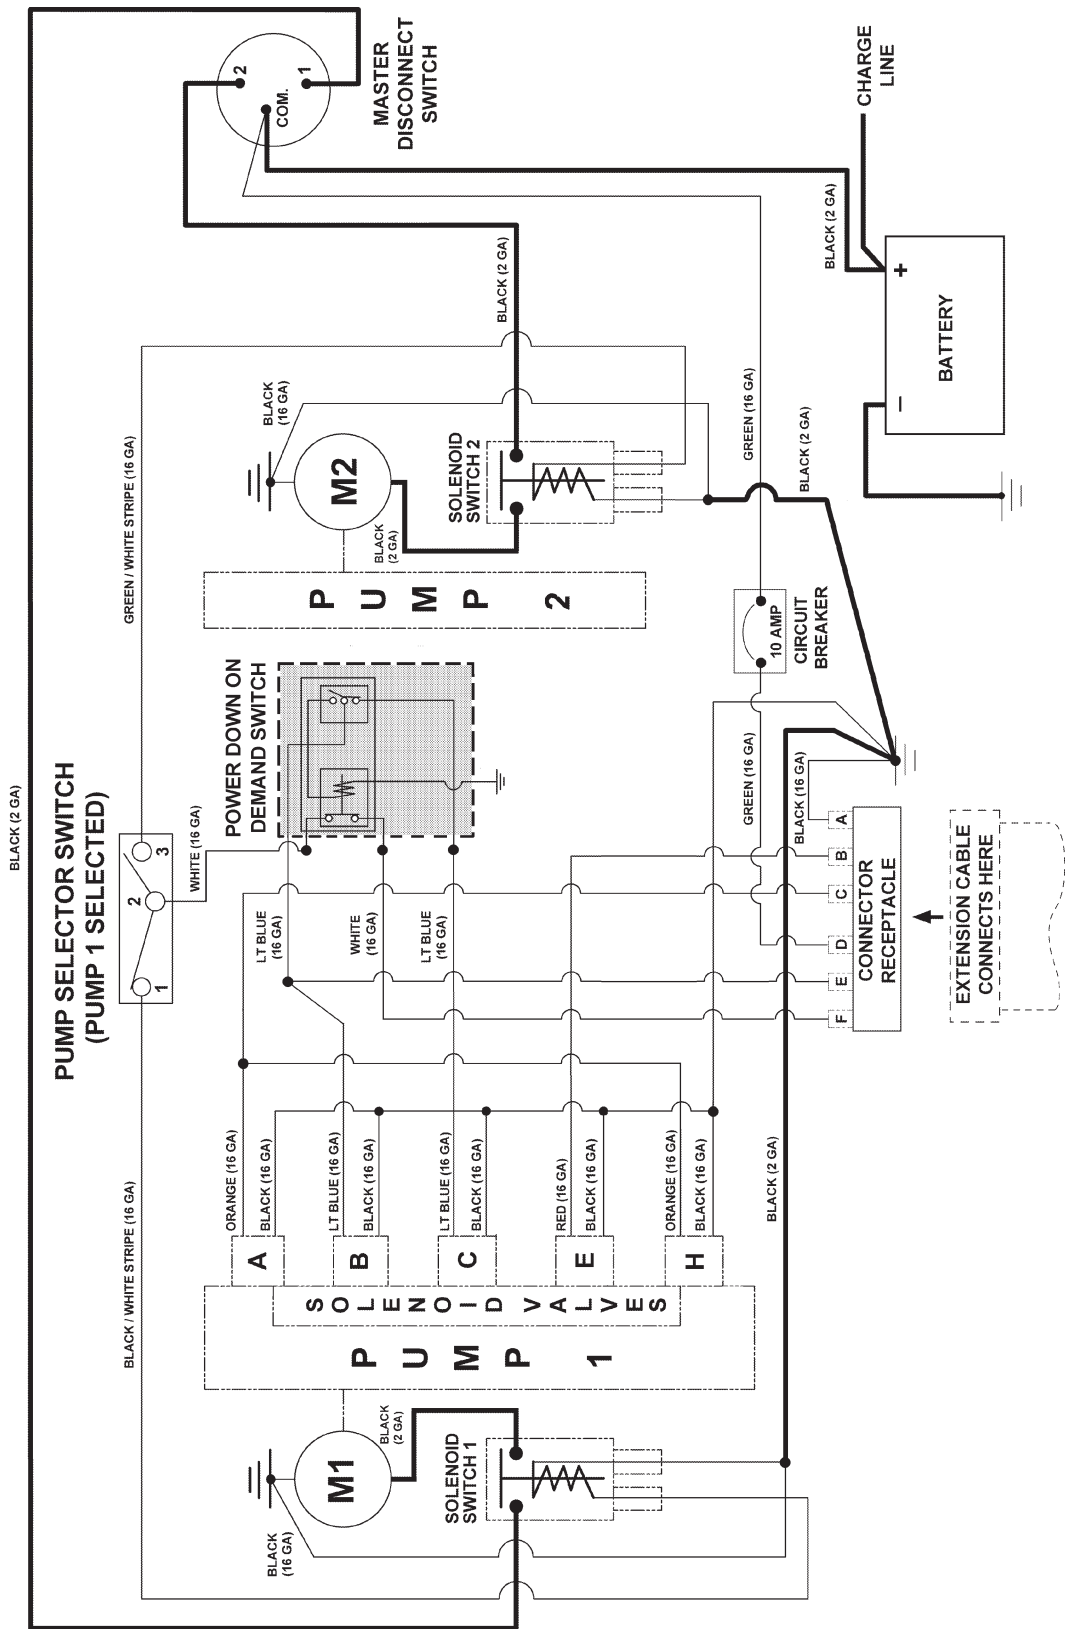 PUMP SELECTOR SWITCH
(PUMP 1 SELECTED)
BLACK (2 GA)
BLACK / WHITE STRIPE (16 GA)
GREEN / WHITE STRIPE (16 GA)
1
2
3
WHITE (16 GA)
2
1
COM.
MASTER
DISCONNECT
SWITCH
CHARGE
LINE
BLACK (2 GA)
BLACK (2 GA)
BLACK
(16 GA)
M2
BLACK
(2 GA)
SOLENOID
SWITCH 2
PUMP 2
POWER DOWN ON
DEMAND SWITCH
LT BLUE
(16 GA)
WHITE
(16 GA)
LT BLUE
(16 GA)
GREEN (16 GA)
BLACK (2 GA)
+
−
BATTERY
10 AMP
CIRCUIT
BREAKER
GREEN (16 GA)
BLACK (16 GA)
A
B
C
D
E
F
CONNECTOR
RECEPTACLE
EXTENSION CABLE
CONNECTS HERE
BLACK (2 GA)
ORANGE (16 GA)
BLACK (16 GA)
LT BLUE (16 GA)
BLACK (16 GA)
LT BLUE (16 GA)
BLACK (16 GA)
RED (16 GA)
BLACK (16 GA)
ORANGE (16 GA)
BLACK (16 GA)
A
B
C
E
H
SOLENOID VALVES
PUMP 1
M1
BLACK
(2 GA)
BLACK
(16 GA)
SOLENOID
SWITCH 1